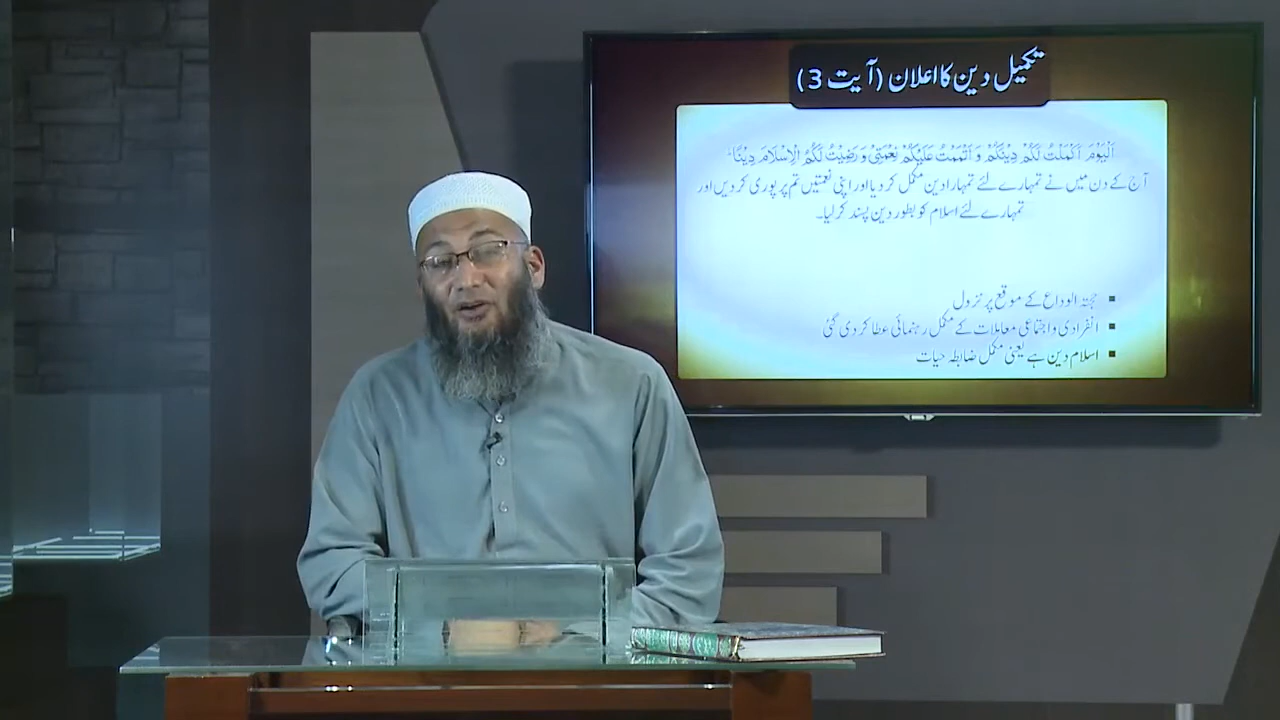 تکمیل دین کا اعلان (آیت 3)
اَلْیَوْمَ اَکْمَلْتُ لَکُمْ دِیْنَکُمْ وَ اَتْمَمْتُ عَلَیْکُمْ نِعْمَتِیْ وَ رَضِیْتُ لَکُمُ الْاِسْلَامَ دِیْنًا ؕ
آج کے دن میں نے تمہارے لئے تمہارا دین مکمل کر دیا اور اپنی نعمتیں تم پر پوری کر دیں اور
تمہارے لئے اسلام کو بطور دین پسند کر لیا۔
حجتہ الوداع کے موقع پر نزول
انفرادی و اجتماعی معاملات کے مکمل رہنمائی عطا کر دی گئی
اسلام دین ہے یعنی مکمل ضابطہ حیات